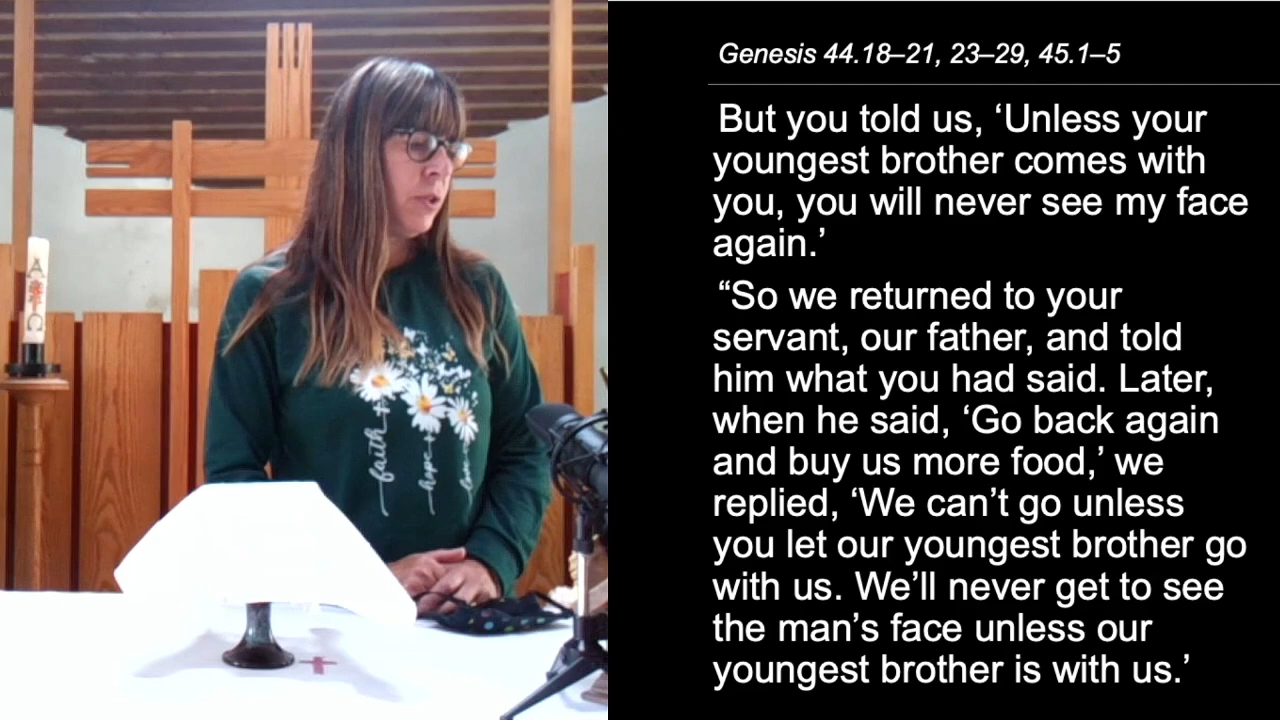 Genesis 44.18–21, 23–29, 45.1–5
But you told us, ‘Unless your
youngest brother comes with
you, you will never see my face
again.’
“So we returned to your
servant, our father, and told
him what you had said. Later,
when he said, ‘Go back again
and buy us more food,’ we
replied, ‘We can’t go unless
you let our youngest brother go
with us. We’ll never get to see
the man’s face unless our
youngest brother is with us.’
Α
Ω
faith
hope
love